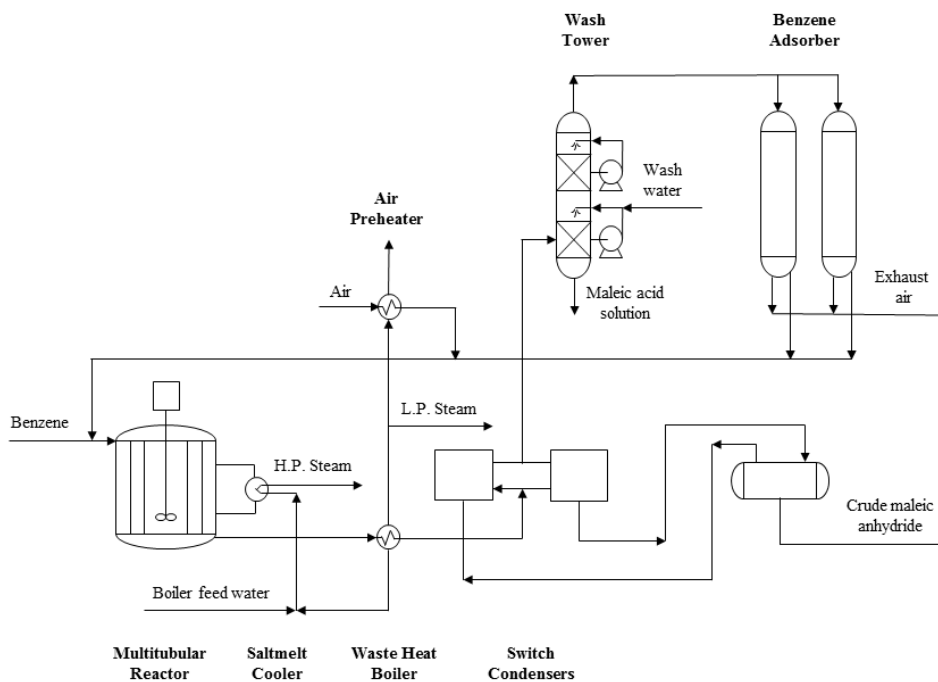 Wash
Tower
Benzene
Adsorber
Wash
water
Air
Preheater
Exhaust
air
Air
Maleic acid
solution
L.P. Steam
Benzene
H.P. Steam
Crude maleic
anhydride
Boiler feed water
Multitubular
Reactor
Saltmelt
Cooler
Waste Heat
Boiler
Switch
Condensers